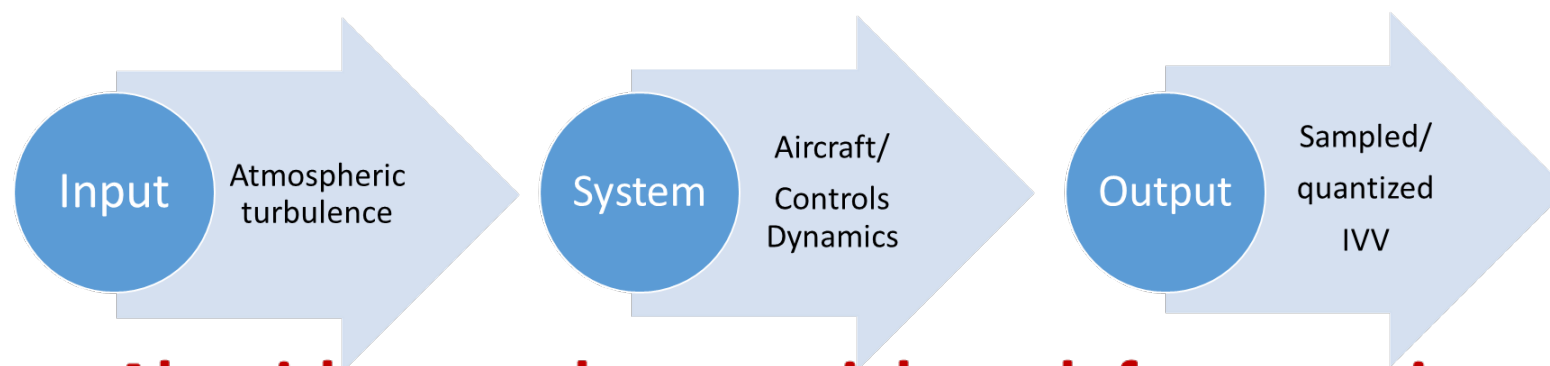 Input
Atmospheric
turbulence
System
Aircraft/
Controls
Dynamics
Output
Sampled/
quantized
IVV